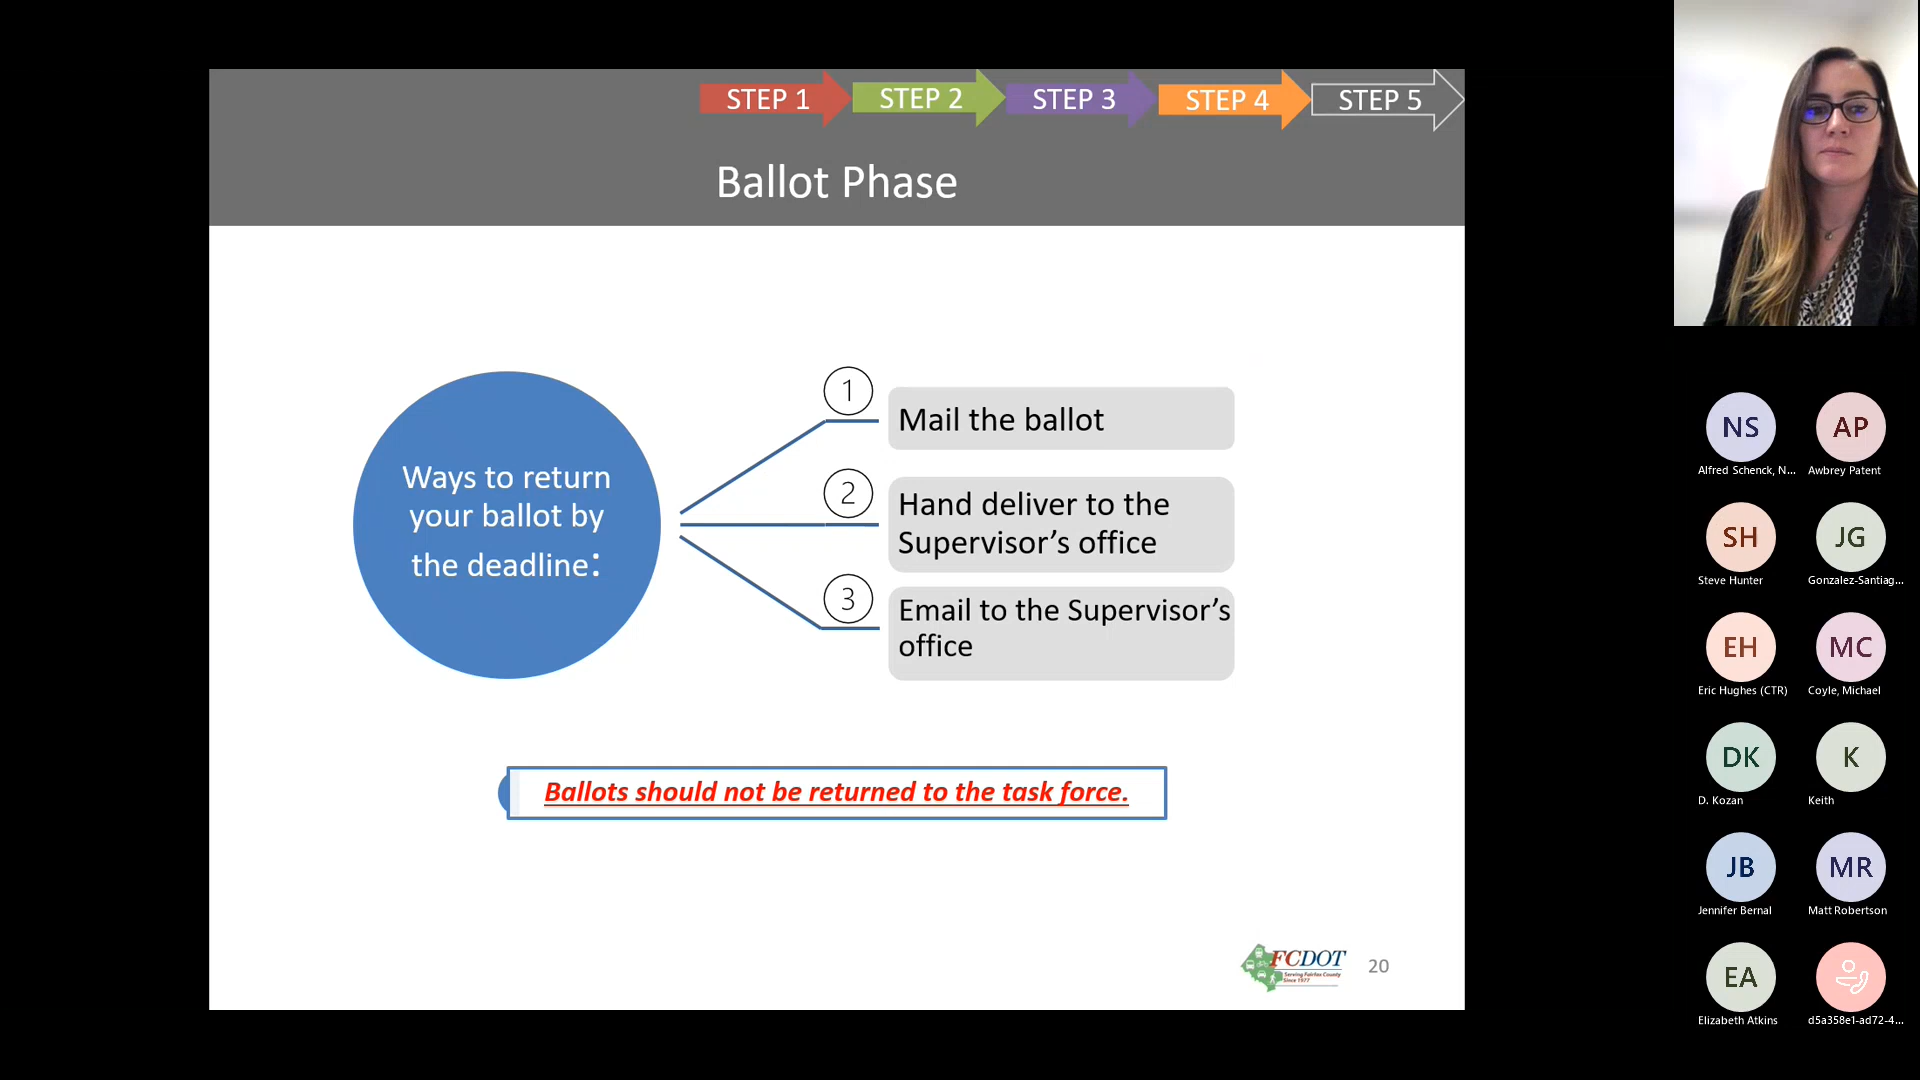 STEP 1
STEP 2
STEP 3
STEP 4
STEP 5
Ballot Phase
Ways to return
your ballot by
the deadline:
1
Mail the ballot
2
Hand deliver to the
Supervisor’s office
3
Email to the Supervisor’s
office
Ballots should not be returned to the task force.
FCDOT
Serving Fairfax County
Since 1977
20
NS
Alfred Schenck, N...
AP
Awbrey Patent
SH
Steve Hunter
JG
Gonzalez-Santiag...
EH
Eric Hughes (CTR)
MC
Coyle, Michael
DK
D. Kozan
K
Keith
JB
Jennifer Bernal
MR
Matt Robertson
EA
Elizabeth Atkins
d5a358e1-ad72-4...